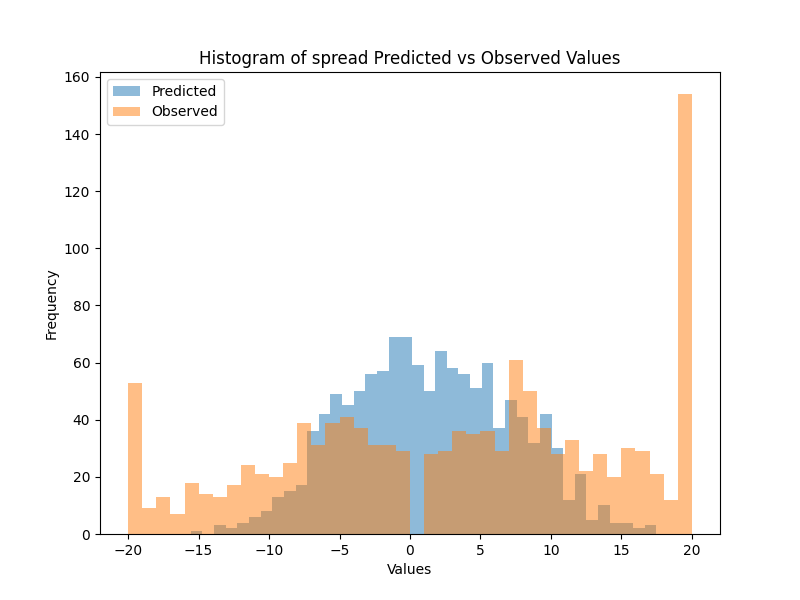 Histogram of spread Predicted vs Observed Values
Predicted
Observed
160
140
120
100
80
60
40
20
0
Frequency
−20 −15 −10 −5 0 5 10 15 20
Values